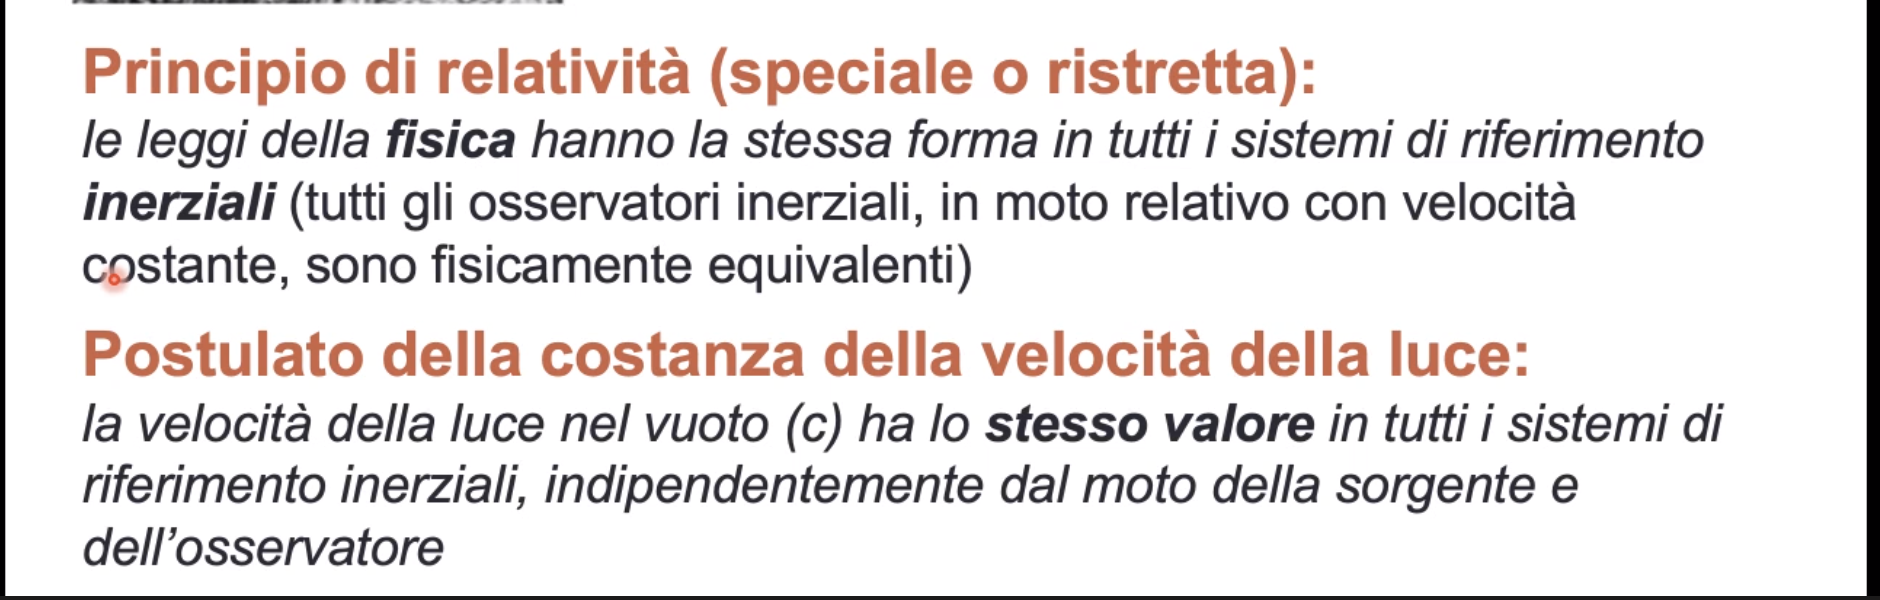 Principio di relatività (speciale o ristretta):
le leggi della fisica hanno la stessa forma in tutti i sistemi di riferimento
inerziali (tutti gli osservatori inerziali, in moto relativo con velocità
costante, sono fisicamente equivalenti)
Postulato della costanza della velocità della luce:
la velocità della luce nel vuoto (c) ha lo stesso valore in tutti i sistemi di
riferimento inerziali, indipendentemente dal moto della sorgente e
dell’osservatore